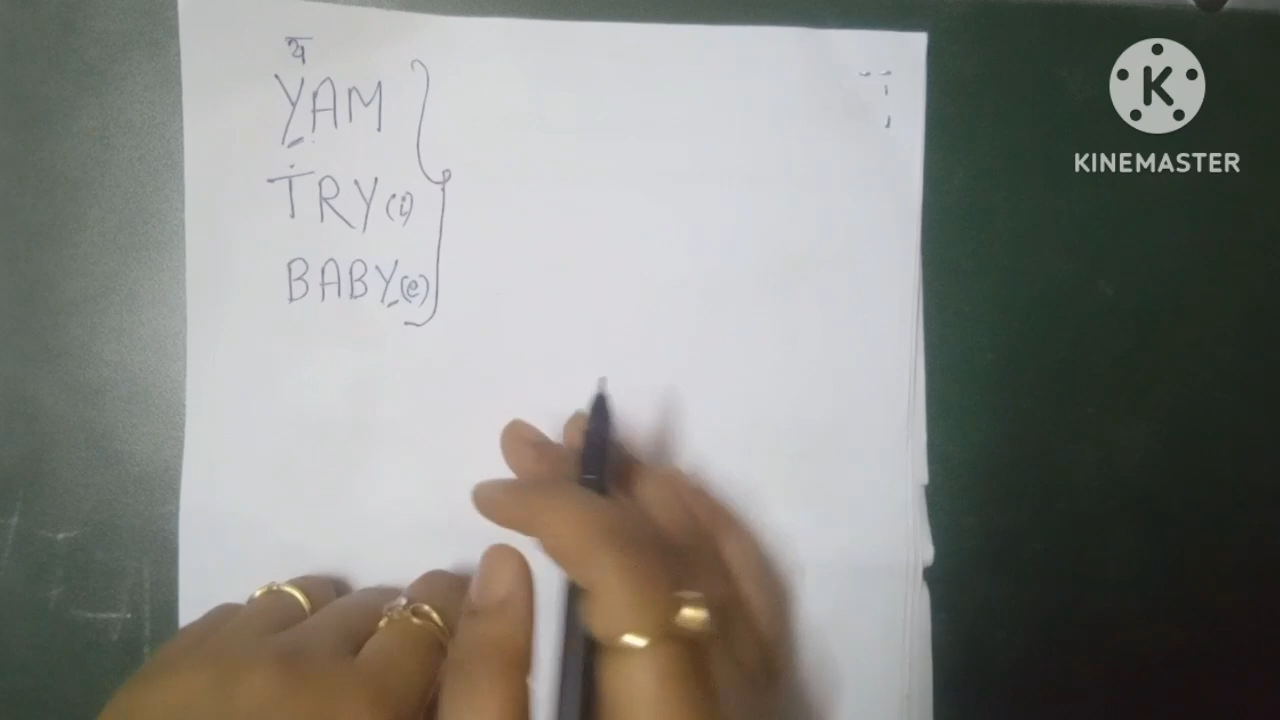 य
YAM
TRY (i)
BABY (e)
K
KINEMASTER